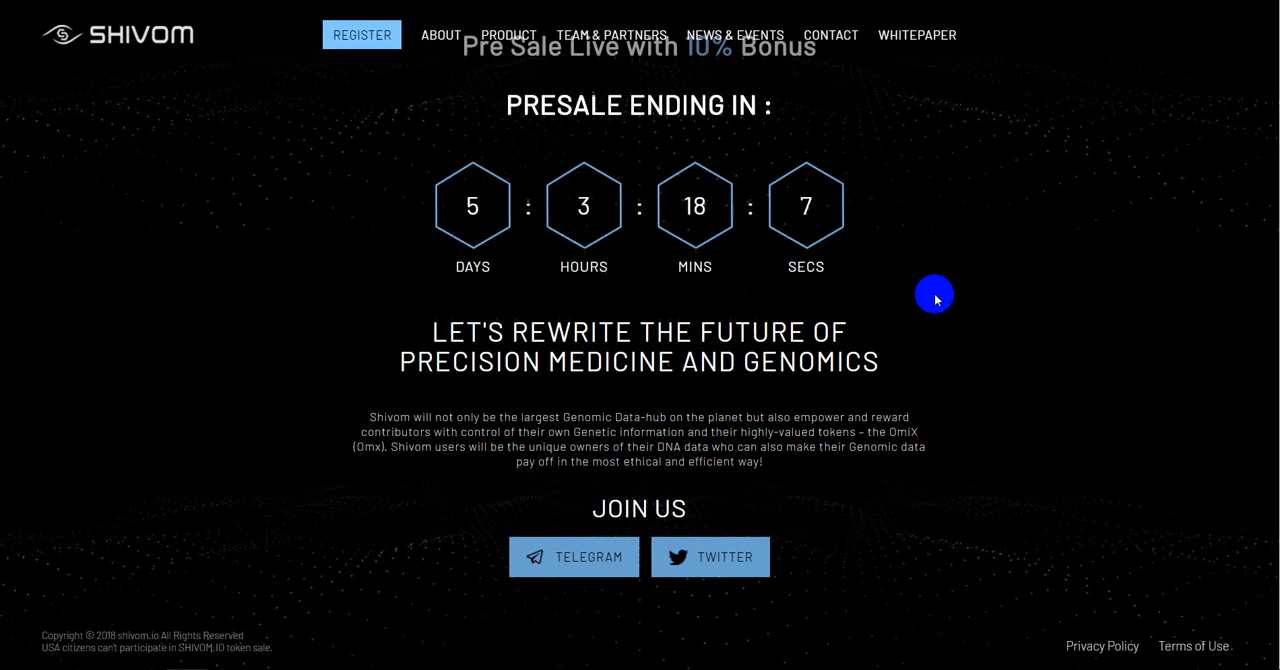 SHIVOM
REGISTER ABOUT PRODUCT TEAM & PARTNERS NEWS & EVENTS CONTACT WHITEPAPER
Pre Sale Live with 10% Bonus
PRESALE ENDING IN :
5 : 3 : 18 : 7
DAYS HOURS MINS SECS
LET'S REWRITE THE FUTURE OF
PRECISION MEDICINE AND GENOMICS
Shivom will not only be the largest Genomic Data-hub on the planet but also empower and reward
contributors with control of their own Genetic information and their highly-valued tokens – the OmiX
(Omx). Shivom users will be the unique owners of their DNA data who can also make their Genomic data
pay off in the most ethical and efficient way!
JOIN US
TELEGRAM TWITTER
Copyright © 2018 shivom.io All Rights Reserved
USA citizens can't participate in SHIVOM.IO token sale.
Privacy Policy Terms of Use